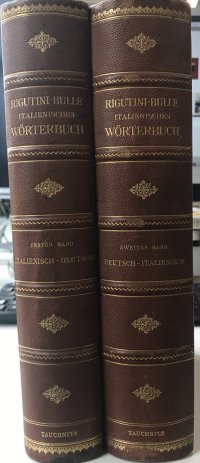 RIGUTINI-BULLE
ITALIENISCHES
WÖRTERBUCH
ERSTER BAND
ITALIENISCH - DEUTSCH
TAUCHNITZ
RIGUTINI-BULLE
ITALIENISCHES
WÖRTERBUCH
ZWEITER BAND
DEUTSCH - ITALIENISCH
TAUCHNITZ